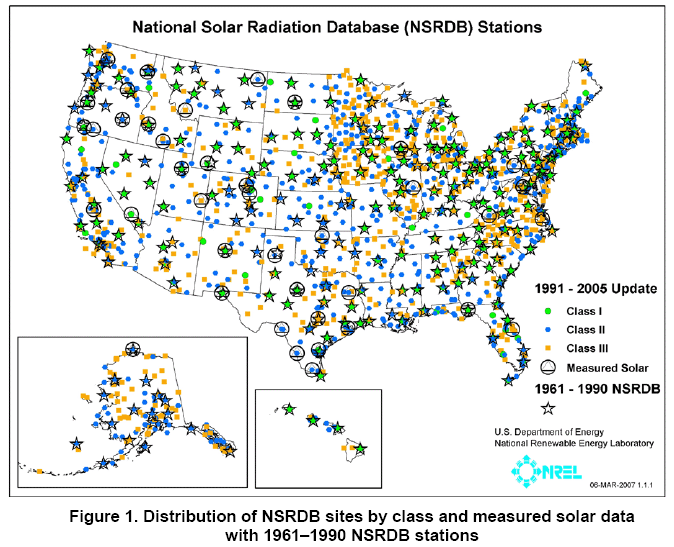 National Solar Radiation Database (NSRDB) Stations
1991 - 2005 Update
Class I
Class II
Class III
Measured Solar
1961 - 1990 NSRDB
U.S. Department of Energy
National Renewable Energy Laboratory
NREL
06-MAR-2007 1.1.1
Figure 1. Distribution of NSRDB sites by class and measured solar data
with 1961–1990 NSRDB stations